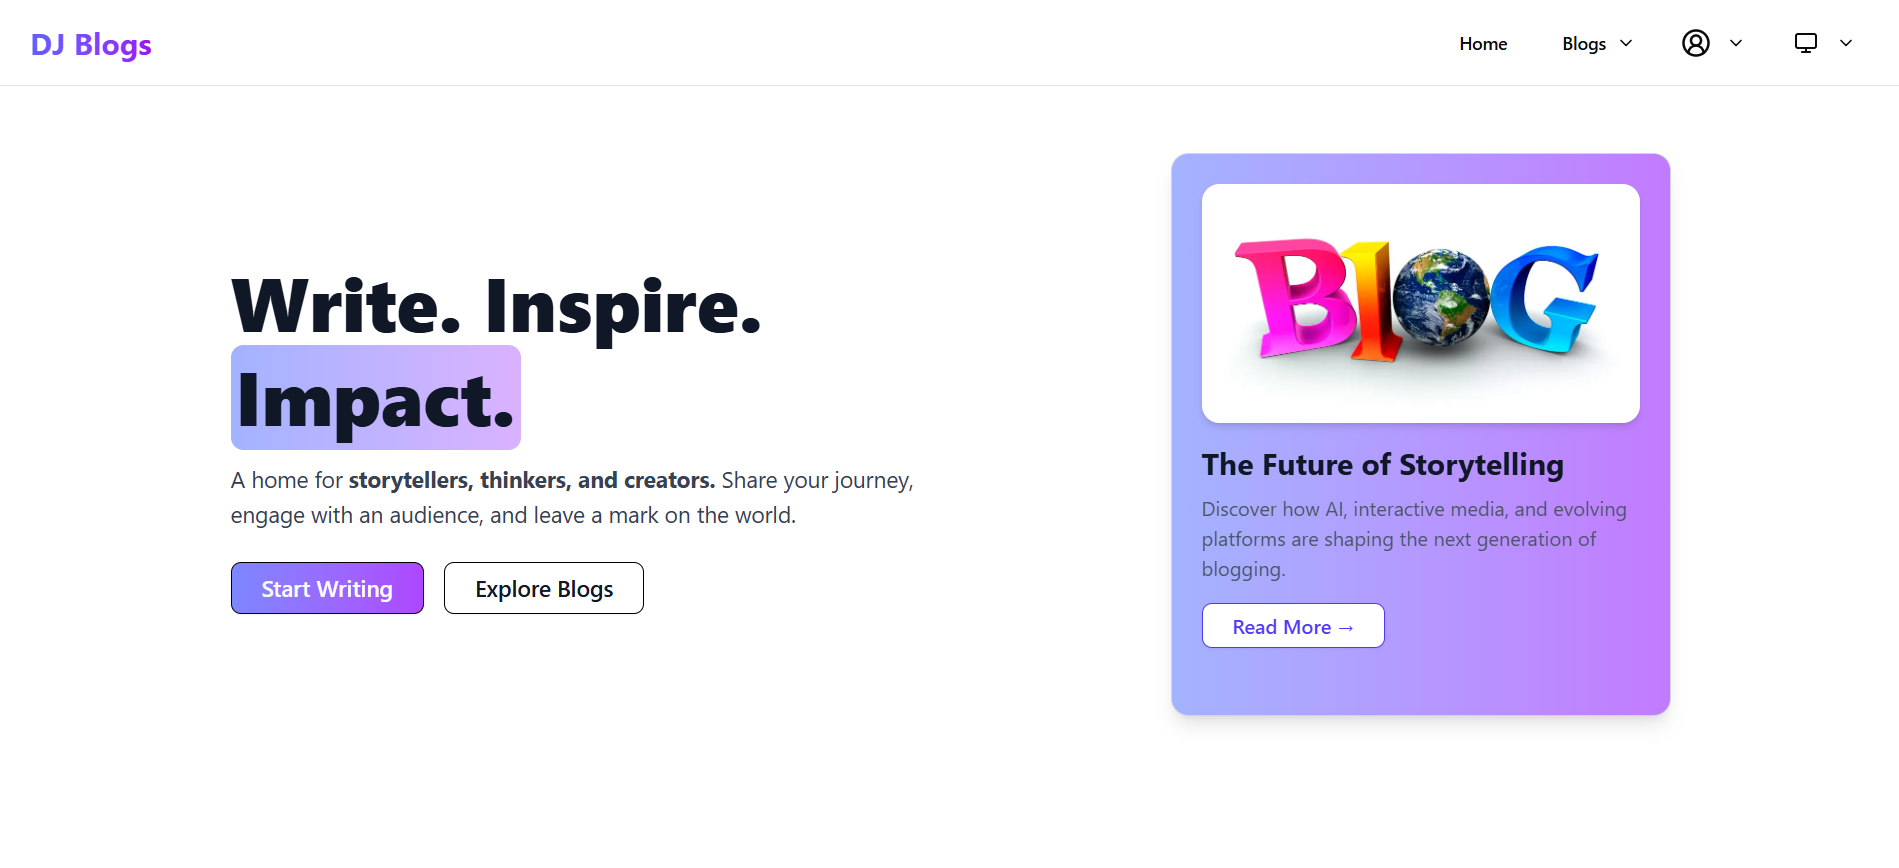 DJ Blogs
Home
Blogs
Write. Inspire.
Impact.
A home for storytellers, thinkers, and creators. Share your journey,
engage with an audience, and leave a mark on the world.
Start Writing
Explore Blogs
BlOG
The Future of Storytelling
Discover how AI, interactive media, and evolving
platforms are shaping the next generation of
blogging.
Read More →